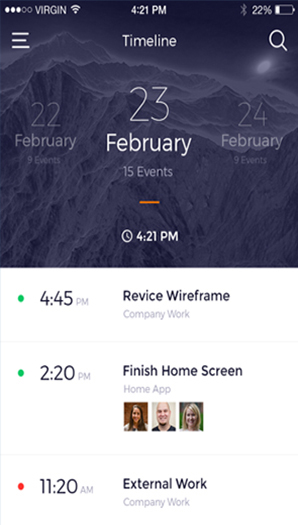 VIRGIN 4:21 PM 22%
Timeline
22 23 24
February February February
9 Events 15 Events 9 Events
4:21 PM
4:45 PM Revice Wireframe
Company Work
2:20 PM Finish Home Screen
Home App
11:20 AM External Work
Company Work